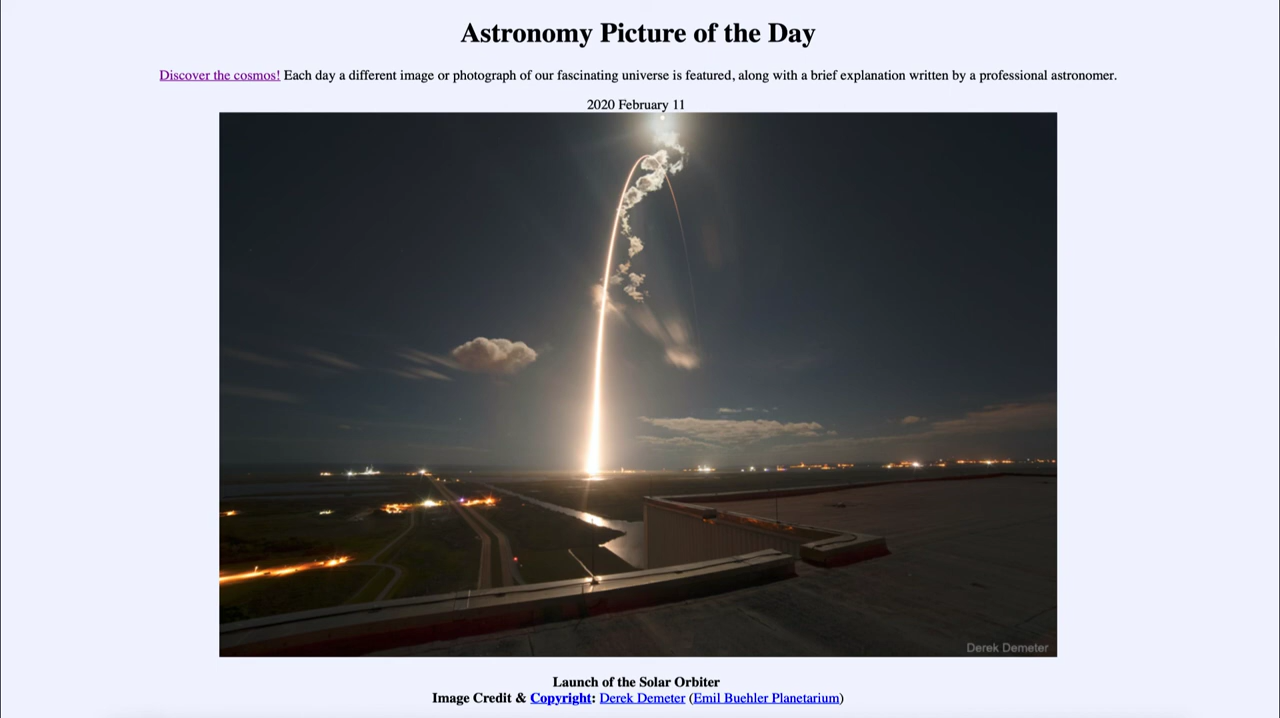 Astronomy Picture of the Day
Discover the cosmos! Each day a different image or photograph of our fascinating universe is featured, along with a brief explanation written by a professional astronomer.
2020 February 11
Derek Demeter
Launch of the Solar Orbiter
Image Credit & Copyright: Derek Demeter (Emil Buehler Planetarium)